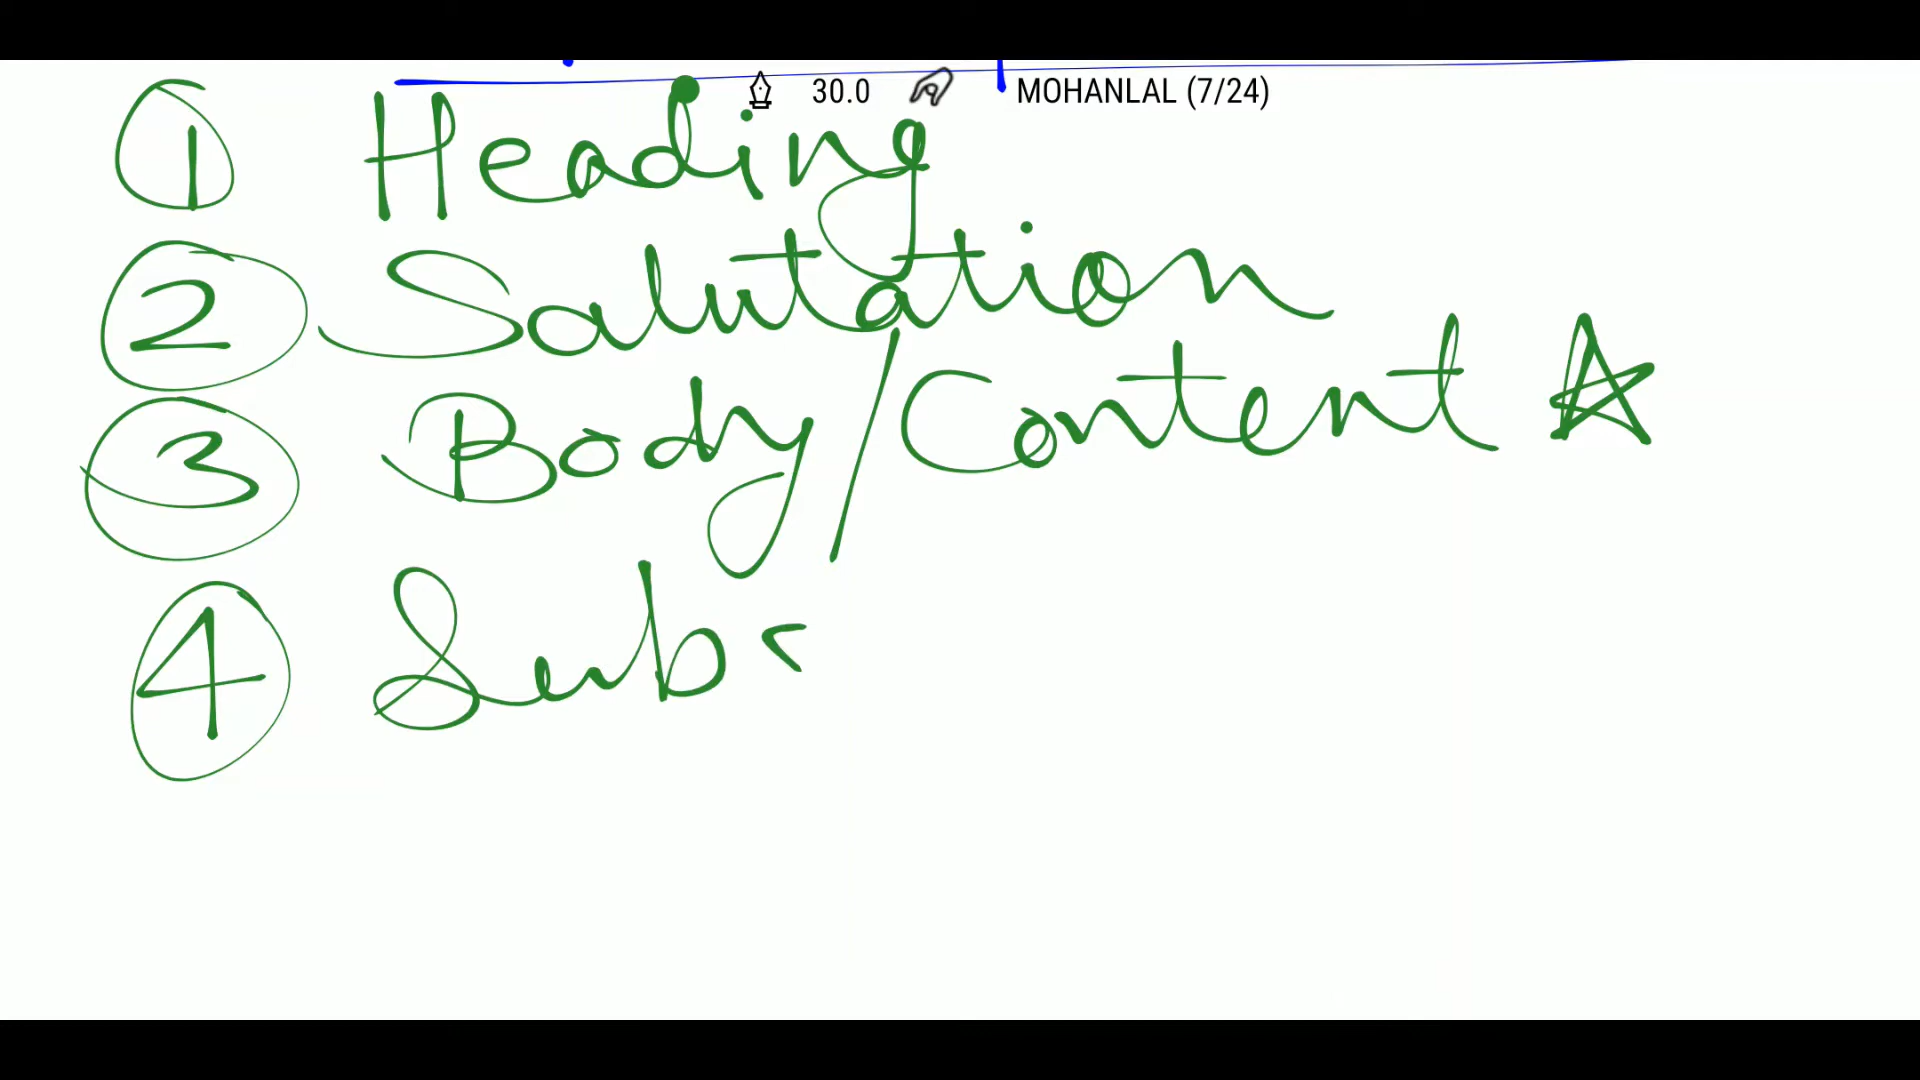 30.0 MOHANLAL (7/24)
1 Heading
2 Salutation
3 Body/Content
4 Sub